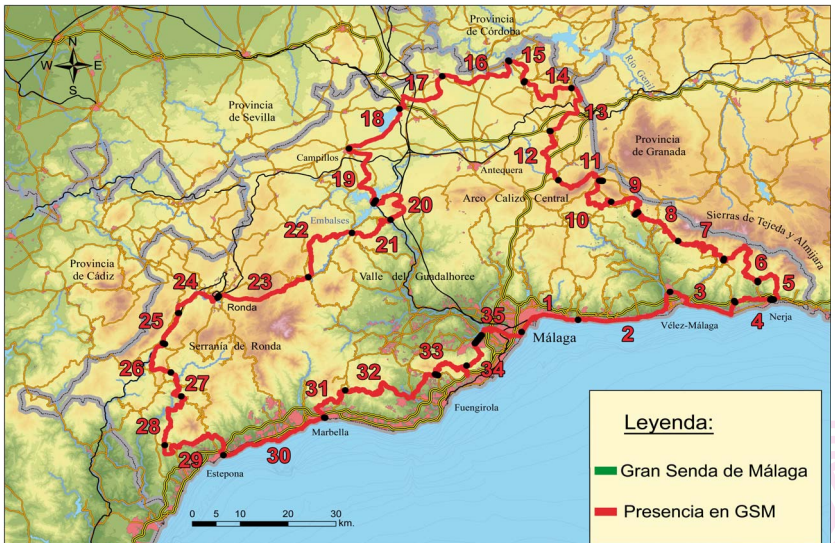 Provincia
de Córdoba
N
W E
S
Provincia
de Sevilla
Río Genil
Provincia
de Granada
Campillos
Antequera
Arco Calizo Central
Sierras de Tejeda y Almijara
Embalses
Provincia
de Cádiz
Valle del Guadalhorce
Ronda
Serranía de Ronda
Vélez-Málaga
Nerja
Málaga
Fuengirola
Marbella
Estepona
1
2
3
4
5
6
7
8
9
10
11
12
13
14
15
16
17
18
19
20
21
22
23
24
25
26
27
28
29
30
31
32
33
34
35
0 5 10 20 30
km.
Leyenda:
Gran Senda de Málaga
Presencia en GSM